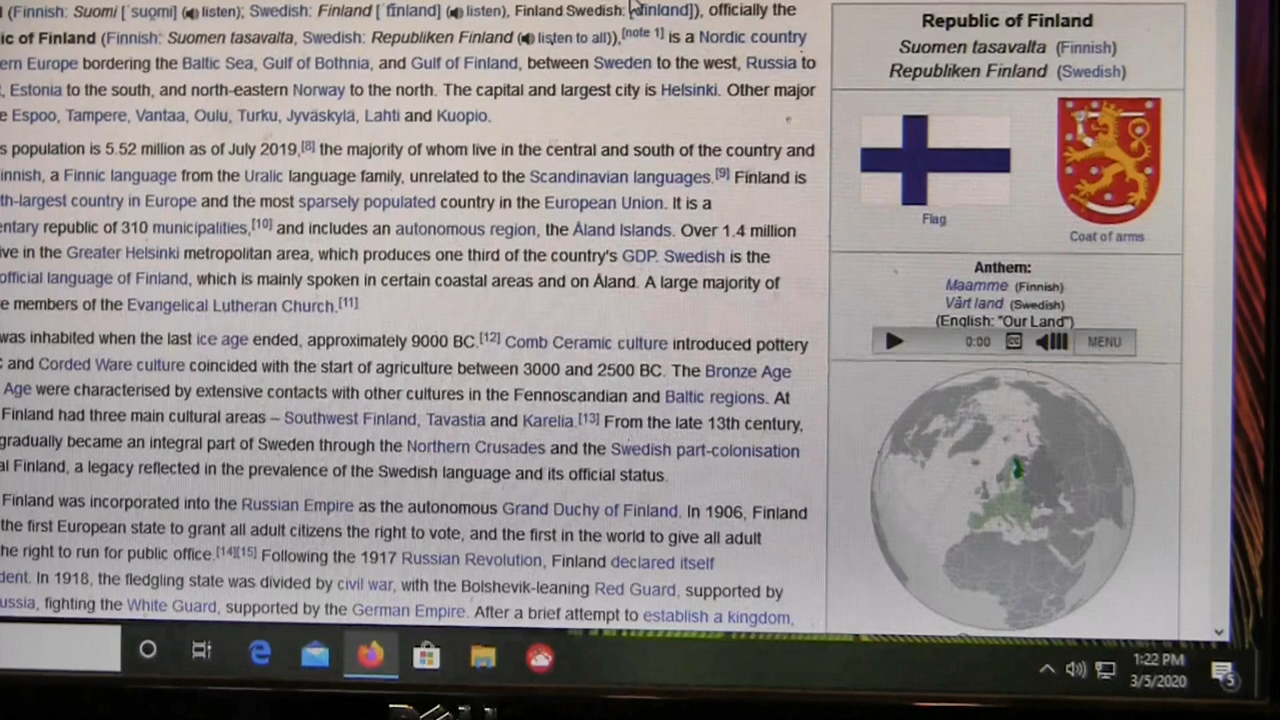 (Finnish: Suomi [ˈsuo̯mi] (listen); Swedish: Finland [ˈfɪ̌nland] (listen), Finland Swedish: [ˈfinland]), officially the
ic of Finland (Finnish: Suomen tasavalta, Swedish: Republiken Finland (listen to all)),[note 1] is a Nordic country
ern Europe bordering the Baltic Sea, Gulf of Bothnia, and Gulf of Finland, between Sweden to the west, Russia to
, Estonia to the south, and north-eastern Norway to the north. The capital and largest city is Helsinki. Other major
e Espoo, Tampere, Vantaa, Oulu, Turku, Jyväskylä, Lahti and Kuopio.
s population is 5.52 million as of July 2019,[8] the majority of whom live in the central and south of the country and
innish, a Finnic language from the Uralic language family, unrelated to the Scandinavian languages.[9] Finland is
th-largest country in Europe and the most sparsely populated country in the European Union. It is a
entary republic of 310 municipalities,[10] and includes an autonomous region, the Åland Islands. Over 1.4 million
ive in the Greater Helsinki metropolitan area, which produces one third of the country's GDP. Swedish is the
official language of Finland, which is mainly spoken in certain coastal areas and on Åland. A large majority of
e members of the Evangelical Lutheran Church.[11]
was inhabited when the last ice age ended, approximately 9000 BC.[12] Comb Ceramic culture introduced pottery
C and Corded Ware culture coincided with the start of agriculture between 3000 and 2500 BC. The Bronze Age
Age were characterised by extensive contacts with other cultures in the Fennoscandian and Baltic regions. At
Finland had three main cultural areas – Southwest Finland, Tavastia and Karelia.[13] From the late 13th century,
gradually became an integral part of Sweden through the Northern Crusades and the Swedish part-colonisation
al Finland, a legacy reflected in the prevalence of the Swedish language and its official status.
Finland was incorporated into the Russian Empire as the autonomous Grand Duchy of Finland. In 1906, Finland
the first European state to grant all adult citizens the right to vote, and the first in the world to give all adult
he right to run for public office.[14][15] Following the 1917 Russian Revolution, Finland declared itself
dent. In 1918, the fledgling state was divided by civil war, with the Bolshevik-leaning Red Guard, supported by
ussia, fighting the White Guard, supported by the German Empire. After a brief attempt to establish a kingdom,
Republic of Finland
Suomen tasavalta (Finnish)
Republiken Finland (Swedish)
Flag
Coat of arms
Anthem:
Maamme (Finnish)
Vårt land (Swedish)
(English: "Our Land")
0:00 CC MENU
1:22 PM
3/5/2020
5
DELL